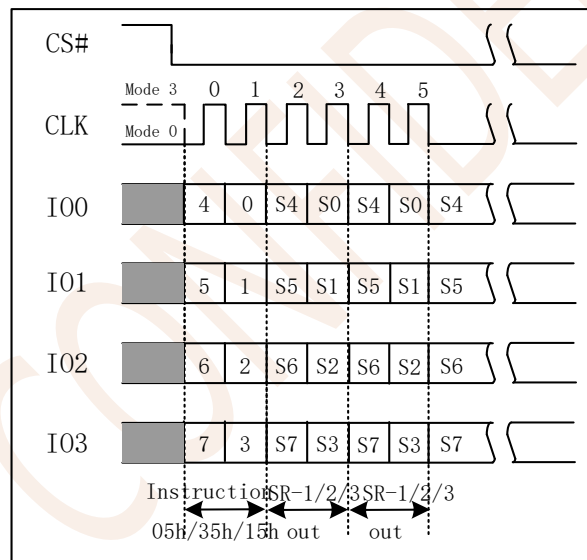 CS#
Mode 3 0 1 2 3 4 5
CLK
Mode 0
IO0 4 0 S4 S0 S4 S0 S4
IO1 5 1 S5 S1 S5 S1 S5
IO2 6 2 S6 S2 S6 S2 S6
IO3 7 3 S7 S3 S7 S3 S7
Instruction SR-1/2/3 SR-1/2/3
05h/35h/15h out out